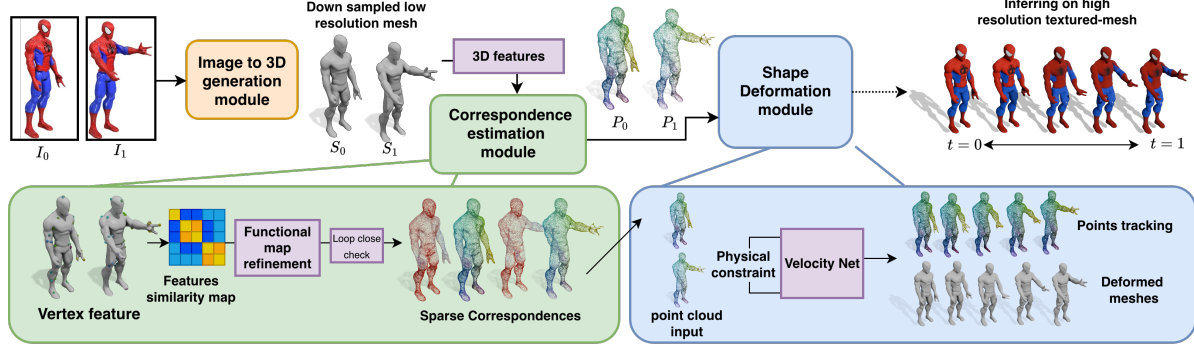 I₀
I₁
Image to 3D
generation
module
Down sampled low
resolution mesh
S₀
S₁
3D features
Correspondence
estimation
module
P₀
P₁
Shape
Deformation
module
Inferring on high
resolution textured-mesh
t = 0
t = 1
Vertex feature
Features
similarity map
Functional
map
refinement
Loop close
check
Sparse Correspondences
point cloud
input
Physical
constraint
Velocity Net
Points tracking
Deformed
meshes